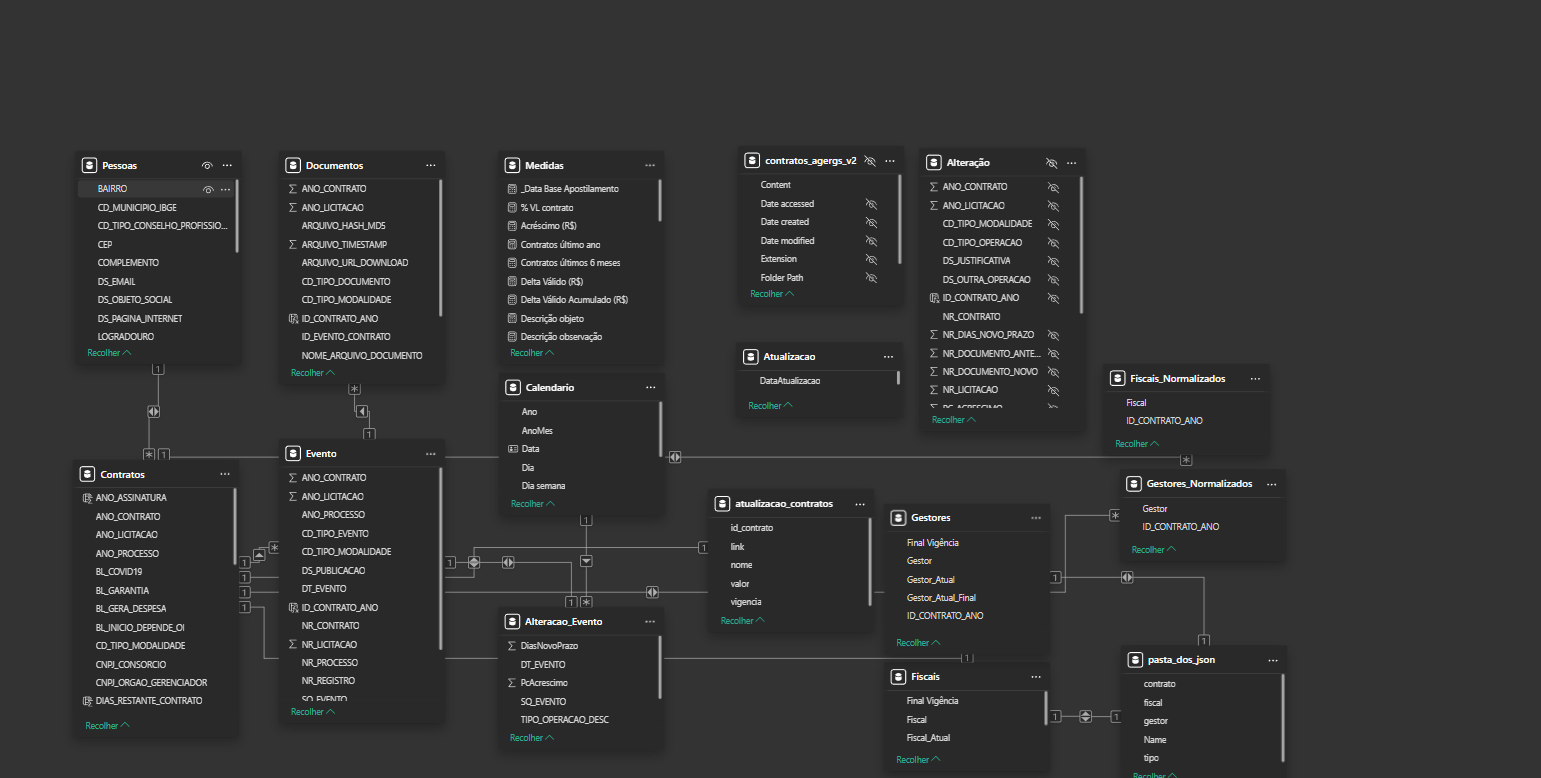 Pessoas
BAIRRO
CD_MUNICIPIO_IBGE
CD_TIPO_CONSELHO_PROFISSIO...
CEP
COMPLEMENTO
DS_EMAIL
DS_OBJETO_SOCIAL
DS_PAGINA_INTERNET
LOGRADOURO
Recolher
Documentos
ANO_CONTRATO
ANO_LICITACAO
ARQUIVO_HASH_MD5
ARQUIVO_TIMESTAMP
ARQUIVO_URL_DOWNLOAD
CD_TIPO_DOCUMENTO
CD_TIPO_MODALIDADE
ID_CONTRATO_ANO
ID_EVENTO_CONTRATO
NOME_ARQUIVO_DOCUMENTO
Recolher
Medidas
_Data Base Apostilamento
% VL contrato
Acréscimo (R$)
Contratos último ano
Contratos últimos 6 meses
Delta Válido (R$)
Delta Válido Acumulado (R$)
Descrição objeto
Descrição observação
Recolher
contratos_agergs_v2
Content
Date accessed
Date created
Date modified
Extension
Folder Path
Recolher
Alteração
ANO_CONTRATO
ANO_LICITACAO
CD_TIPO_MODALIDADE
CD_TIPO_OPERACAO
DS_JUSTIFICATIVA
DS_OUTRA_OPERACAO
ID_CONTRATO_ANO
NR_CONTRATO
NR_DIAS_NOVO_PRAZO
NR_DOCUMENTO_ANTE...
NR_DOCUMENTO_NOVO
NR_LICITACAO
PC_ACRESCIMO
Recolher
Atualizacao
DataAtualizacao
Recolher
Calendario
Ano
AnoMes
Data
Dia
Dia semana
Recolher
Fiscais_Normalizados
Fiscal
ID_CONTRATO_ANO
Recolher
Contratos
ANO_ASSINATURA
ANO_CONTRATO
ANO_LICITACAO
ANO_PROCESSO
BL_COVID19
BL_GARANTIA
BL_GERA_DESPESA
BL_INICIO_DEPENDE_OI
CD_TIPO_MODALIDADE
CNPJ_CONSORCIO
CNPJ_ORGAO_GERENCIADOR
DIAS_RESTANTE_CONTRATO
Recolher
Evento
ANO_CONTRATO
ANO_LICITACAO
ANO_PROCESSO
CD_TIPO_EVENTO
CD_TIPO_MODALIDADE
DS_PUBLICACAO
DT_EVENTO
ID_CONTRATO_ANO
NR_CONTRATO
NR_LICITACAO
NR_PROCESSO
NR_REGISTRO
SQ_EVENTO
Recolher
atualizacao_contratos
id_contrato
link
nome
valor
vigencia
Recolher
Gestores
Final Vigência
Gestor
Gestor_Atual
Gestor_Atual_Final
ID_CONTRATO_ANO
Recolher
Gestores_Normalizados
Gestor
ID_CONTRATO_ANO
Recolher
Alteracao_Evento
DiasNovoPrazo
DT_EVENTO
PcAcrescimo
SQ_EVENTO
TIPO_OPERACAO_DESC
Recolher
Fiscais
Final Vigência
Fiscal
Fiscal_Atual
Recolher
pasta_dos_json
contrato
fiscal
gestor
Name
tipo
Recolher